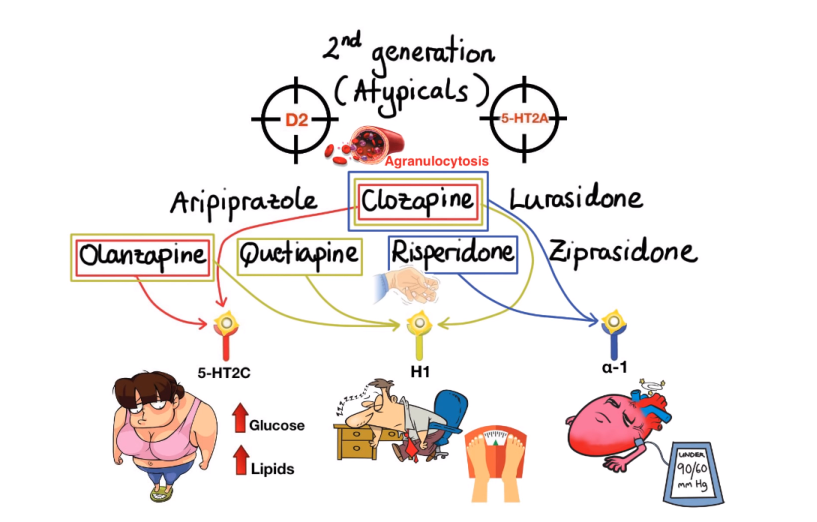 2nd generation
(Atypicals)
D2
5-HT2A
Agranulocytosis
Aripiprazole
Clozapine
Lurasidone
Olanzapine
Quetiapine
Risperidone
Ziprasidone
5-HT2C
H1
α-1
Glucose
Lipids
zzzzzzz
UNDER
90/60
mm Hg